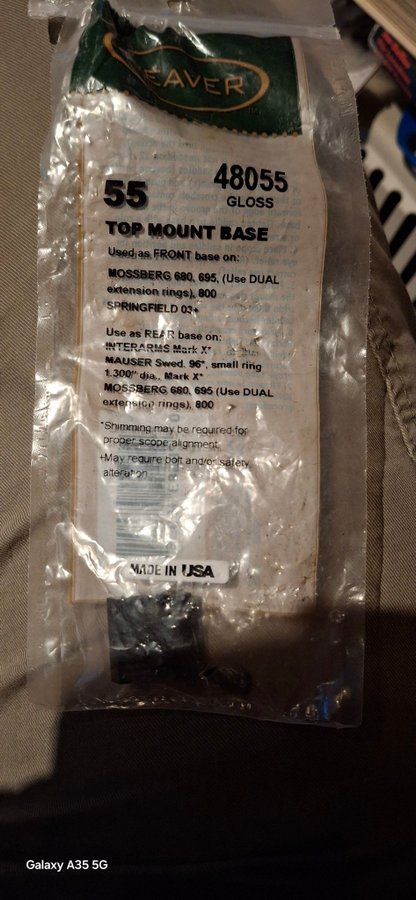 EAVER
55
48055
GLOSS
TOP MOUNT BASE
Used as FRONT base on:
MOSSBERG 680, 695, (Use DUAL
extension rings), 800
SPRINGFIELD 03+
Use as REAR base on:
INTERARMS Mark X*
MAUSER Swed. 96*, small ring
1.300" dia., Mark X*
MOSSBERG 680, 695 (Use DUAL
extension rings), 800
*Shimming may be required for
proper scope alignment
+May require bolt and/or safety
alteration
MADE IN USA
Galaxy A35 5G